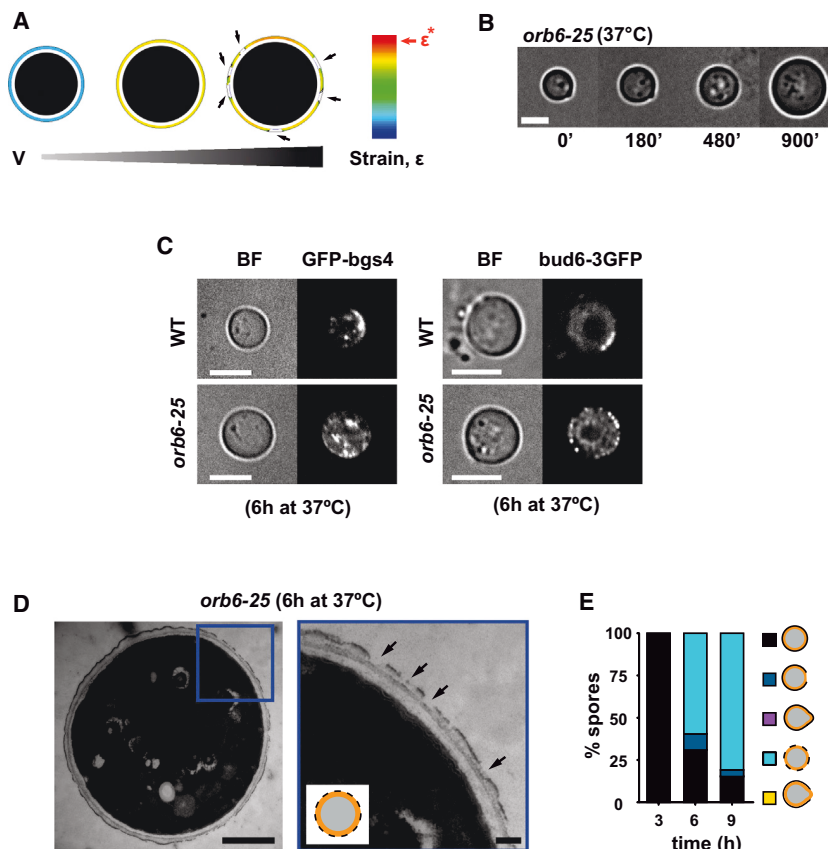 A
ε*
V
Strain, ε
B
orb6-25 (37°C)
0' 180' 480' 900'
C
BF GFP-bgs4 BF bud6-3GFP
WT WT
orb6-25 orb6-25
(6h at 37ºC) (6h at 37ºC)
D
orb6-25 (6h at 37ºC)
E
100
75
50
25
0
% spores
3 6 9
time (h)